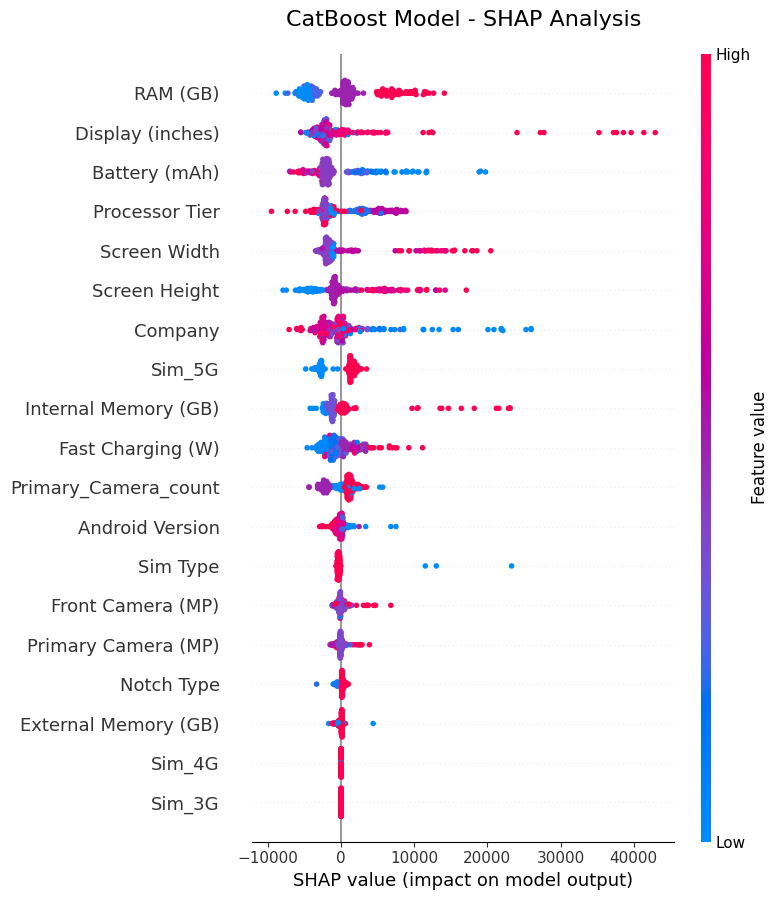 CatBoost Model - SHAP Analysis
High
RAM (GB)
Display (inches)
Battery (mAh)
Processor Tier
Screen Width
Screen Height
Company
Sim_5G
Internal Memory (GB)
Fast Charging (W)
Primary_Camera_count
Android Version
Sim Type
Front Camera (MP)
Primary Camera (MP)
Notch Type
External Memory (GB)
Sim_4G
Sim_3G
Feature value
Low
−10000 0 10000 20000 30000 40000
SHAP value (impact on model output)